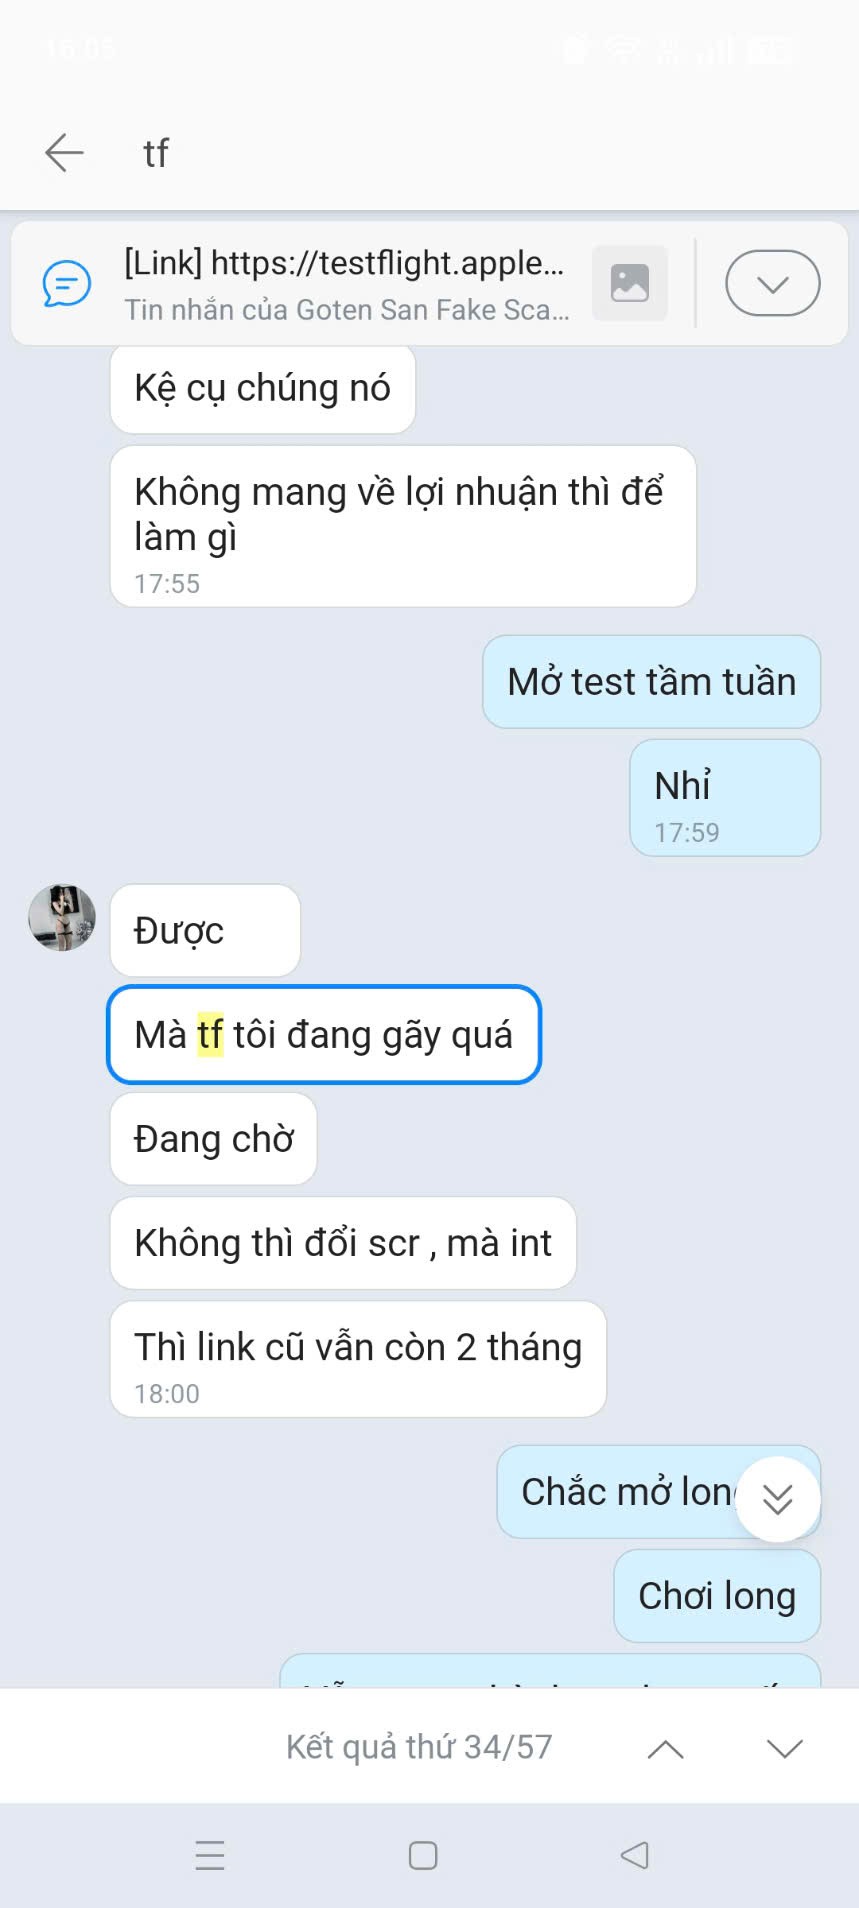 16:05
tf
[Link] https://testflight.apple...
Tin nhắn của Goten San Fake Sca...
Kệ cụ chúng nó
Không mang về lợi nhuận thì để
làm gì
17:55
Mở test tầm tuần
Nhỉ
17:59
Được
Mà tf tôi đang gãy quá
Đang chờ
Không thì đổi scr , mà int
Thì link cũ vẫn còn 2 tháng
18:00
Chắc mở
Chơi long
Kết quả thứ 34/57